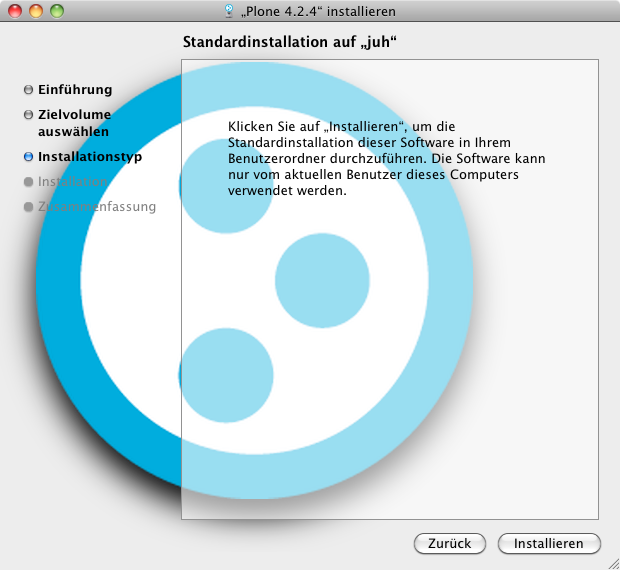 „Plone 4.2.4“ installieren
Standardinstallation auf „juh“
Einführung
Zielvolume
auswählen
Installationstyp
Installation
Zusammenfassung
Klicken Sie auf „Installieren“, um die
Standardinstallation dieser Software in Ihrem
Benutzerordner durchzuführen. Die Software kann
nur vom aktuellen Benutzer dieses Computers
verwendet werden.
Zurück
Installieren